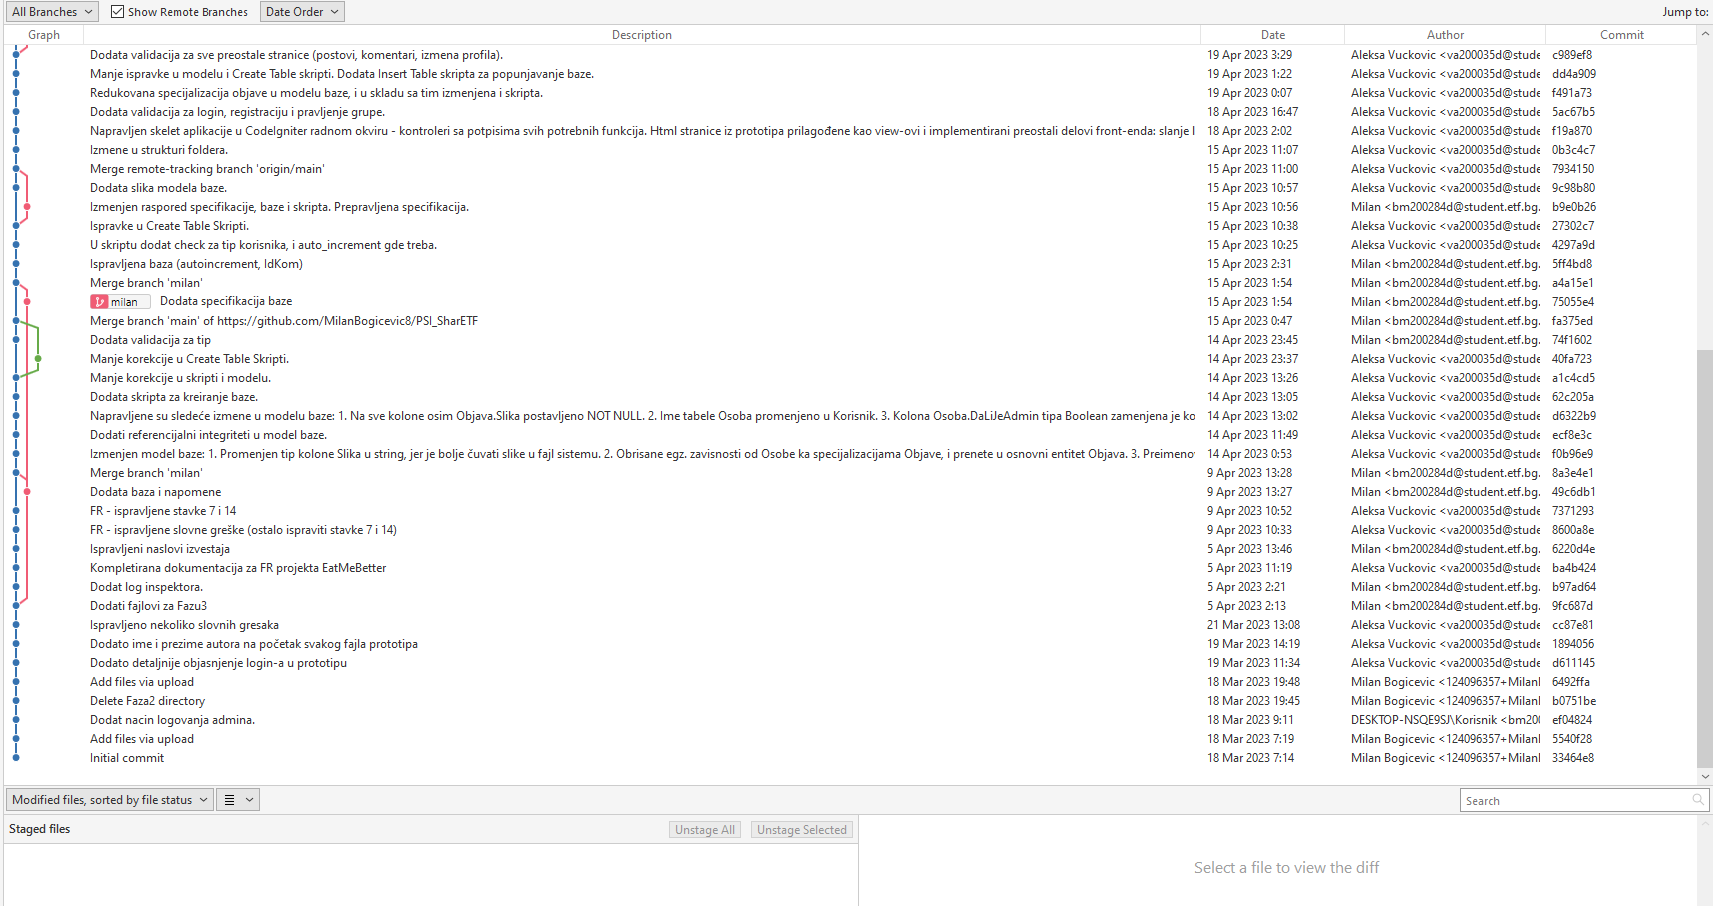 All Branches Show Remote Branches Date Order Jump to:
Graph Description Date Author Commit
Dodata validacija za sve preostale stranice (postovi, komentari, izmena profila). 19 Apr 2023 3:29 Aleksa Vuckovic <va200035d@stude c989ef8
Manje ispravke u modelu i Create Table skripti. Dodata Insert Table skripta za popunjavanje baze. 19 Apr 2023 1:22 Aleksa Vuckovic <va200035d@stude dd4a909
Redukovana specijalizacija objave u modelu baze, i u skladu sa tim izmenjena i skripta. 19 Apr 2023 0:07 Aleksa Vuckovic <va200035d@stude f491a73
Dodata validacija za login, registraciju i pravljenje grupe. 18 Apr 2023 16:47 Aleksa Vuckovic <va200035d@stude 5ac67b5
Napravljen skelet aplikacije u CodeIgniter radnom okviru - kontroleri sa potpisima svih potrebnih funkcija. Html stranice iz prototipa prilagođene kao view-ovi i implementirani preostali delovi front-enda: slanje l 18 Apr 2023 2:02 Aleksa Vuckovic <va200035d@stude f19a870
Izmene u strukturi foldera. 15 Apr 2023 11:07 Aleksa Vuckovic <va200035d@stude 0b3c4c7
Merge remote-tracking branch 'origin/main' 15 Apr 2023 11:00 Aleksa Vuckovic <va200035d@stude 7934150
Dodata slika modela baze. 15 Apr 2023 10:57 Aleksa Vuckovic <va200035d@stude 9c98b80
Izmenjen raspored specifikacije, baze i skripta. Prepravljena specifikacija. 15 Apr 2023 10:56 Milan <bm200284d@student.etf.bg. b9e0b26
Ispravke u Create Table Skripti. 15 Apr 2023 10:38 Aleksa Vuckovic <va200035d@stude 27302c7
U skriptu dodat check za tip korisnika, i auto_increment gde treba. 15 Apr 2023 10:25 Aleksa Vuckovic <va200035d@stude 4297a9d
Ispravljena baza (autoincrement, IdKom) 15 Apr 2023 2:31 Milan <bm200284d@student.etf.bg. 5ff4bd8
Merge branch 'milan' 15 Apr 2023 1:54 Milan <bm200284d@student.etf.bg. a4a15e1
milan Dodata specifikacija baze 15 Apr 2023 1:54 Milan <bm200284d@student.etf.bg. 75055e4
Merge branch 'main' of https://github.com/MilanBogicevic8/PSI_SharETF 15 Apr 2023 0:47 Milan <bm200284d@student.etf.bg. fa375ed
Dodata validacija za tip 14 Apr 2023 23:45 Milan <bm200284d@student.etf.bg. 74f1602
Manje korekcije u Create Table Skripti. 14 Apr 2023 23:37 Aleksa Vuckovic <va200035d@stude 40fa723
Manje korekcije u skripti i modelu. 14 Apr 2023 13:26 Aleksa Vuckovic <va200035d@stude a1c4cd5
Dodata skripta za kreiranje baze. 14 Apr 2023 13:05 Aleksa Vuckovic <va200035d@stude 62c205a
Napravljene su sledeće izmene u modelu baze: 1. Na sve kolone osim Objava.Slika postavljeno NOT NULL. 2. Ime tabele Osoba promenjeno u Korisnik. 3. Kolona Osoba.DaLiJeAdmin tipa Boolean zamenjena je ko 14 Apr 2023 13:02 Aleksa Vuckovic <va200035d@stude d6322b9
Dodati referencijalni integriteti u model baze. 14 Apr 2023 11:49 Aleksa Vuckovic <va200035d@stude ecf8e3c
Izmenjen model baze: 1. Promenjen tip kolone Slika u string, jer je bolje čuvati slike u fajl sistemu. 2. Obrisane egz. zavisnosti od Osobe ka specijalizacijama Objave, i prenete u osnovni entitet Objava. 3. Preimenov 14 Apr 2023 0:53 Aleksa Vuckovic <va200035d@stude f0b96e9
Merge branch 'milan' 9 Apr 2023 13:28 Milan <bm200284d@student.etf.bg. 8a3e4e1
Dodata baza i napomene 9 Apr 2023 13:27 Milan <bm200284d@student.etf.bg. 49c6db1
FR - ispravljene stavke 7 i 14 9 Apr 2023 10:52 Aleksa Vuckovic <va200035d@stude 7371293
FR - ispravljene slovne greške (ostalo ispraviti stavke 7 i 14) 9 Apr 2023 10:33 Aleksa Vuckovic <va200035d@stude 8600a8e
Ispravljeni naslovi izvestaja 5 Apr 2023 13:46 Milan <bm200284d@student.etf.bg. 6220d4e
Kompletirana dokumentacija za FR projekta EatMeBetter 5 Apr 2023 11:19 Aleksa Vuckovic <va200035d@stude ba4b424
Dodat log inspektora. 5 Apr 2023 2:21 Milan <bm200284d@student.etf.bg. b97ad64
Dodati fajlovi za Fazu3 5 Apr 2023 2:13 Milan <bm200284d@student.etf.bg. 9fc687d
Ispravljeno nekoliko slovnih gresaka 21 Mar 2023 13:08 Aleksa Vuckovic <va200035d@stude cc87e81
Dodato ime i prezime autora na početak svakog fajla prototipa 19 Mar 2023 14:19 Aleksa Vuckovic <va200035d@stude 1894056
Dodato detaljnije objasnjenje login-a u prototipu 19 Mar 2023 11:34 Aleksa Vuckovic <va200035d@stude d611145
Add files via upload 18 Mar 2023 19:48 Milan Bogicevic <124096357+Milanl 6492ffa
Delete Faza2 directory 18 Mar 2023 19:45 Milan Bogicevic <124096357+Milanl b0751be
Dodat nacin logovanja admina. 18 Mar 2023 9:11 DESKTOP-NSQE9SJ\Korisnik <bm200 ef04824
Add files via upload 18 Mar 2023 7:19 Milan Bogicevic <124096357+Milanl 5540f28
Initial commit 18 Mar 2023 7:14 Milan Bogicevic <124096357+Milanl 33464e8
Modified files, sorted by file status Search
Staged files Unstage All Unstage Selected
Select a file to view the diff